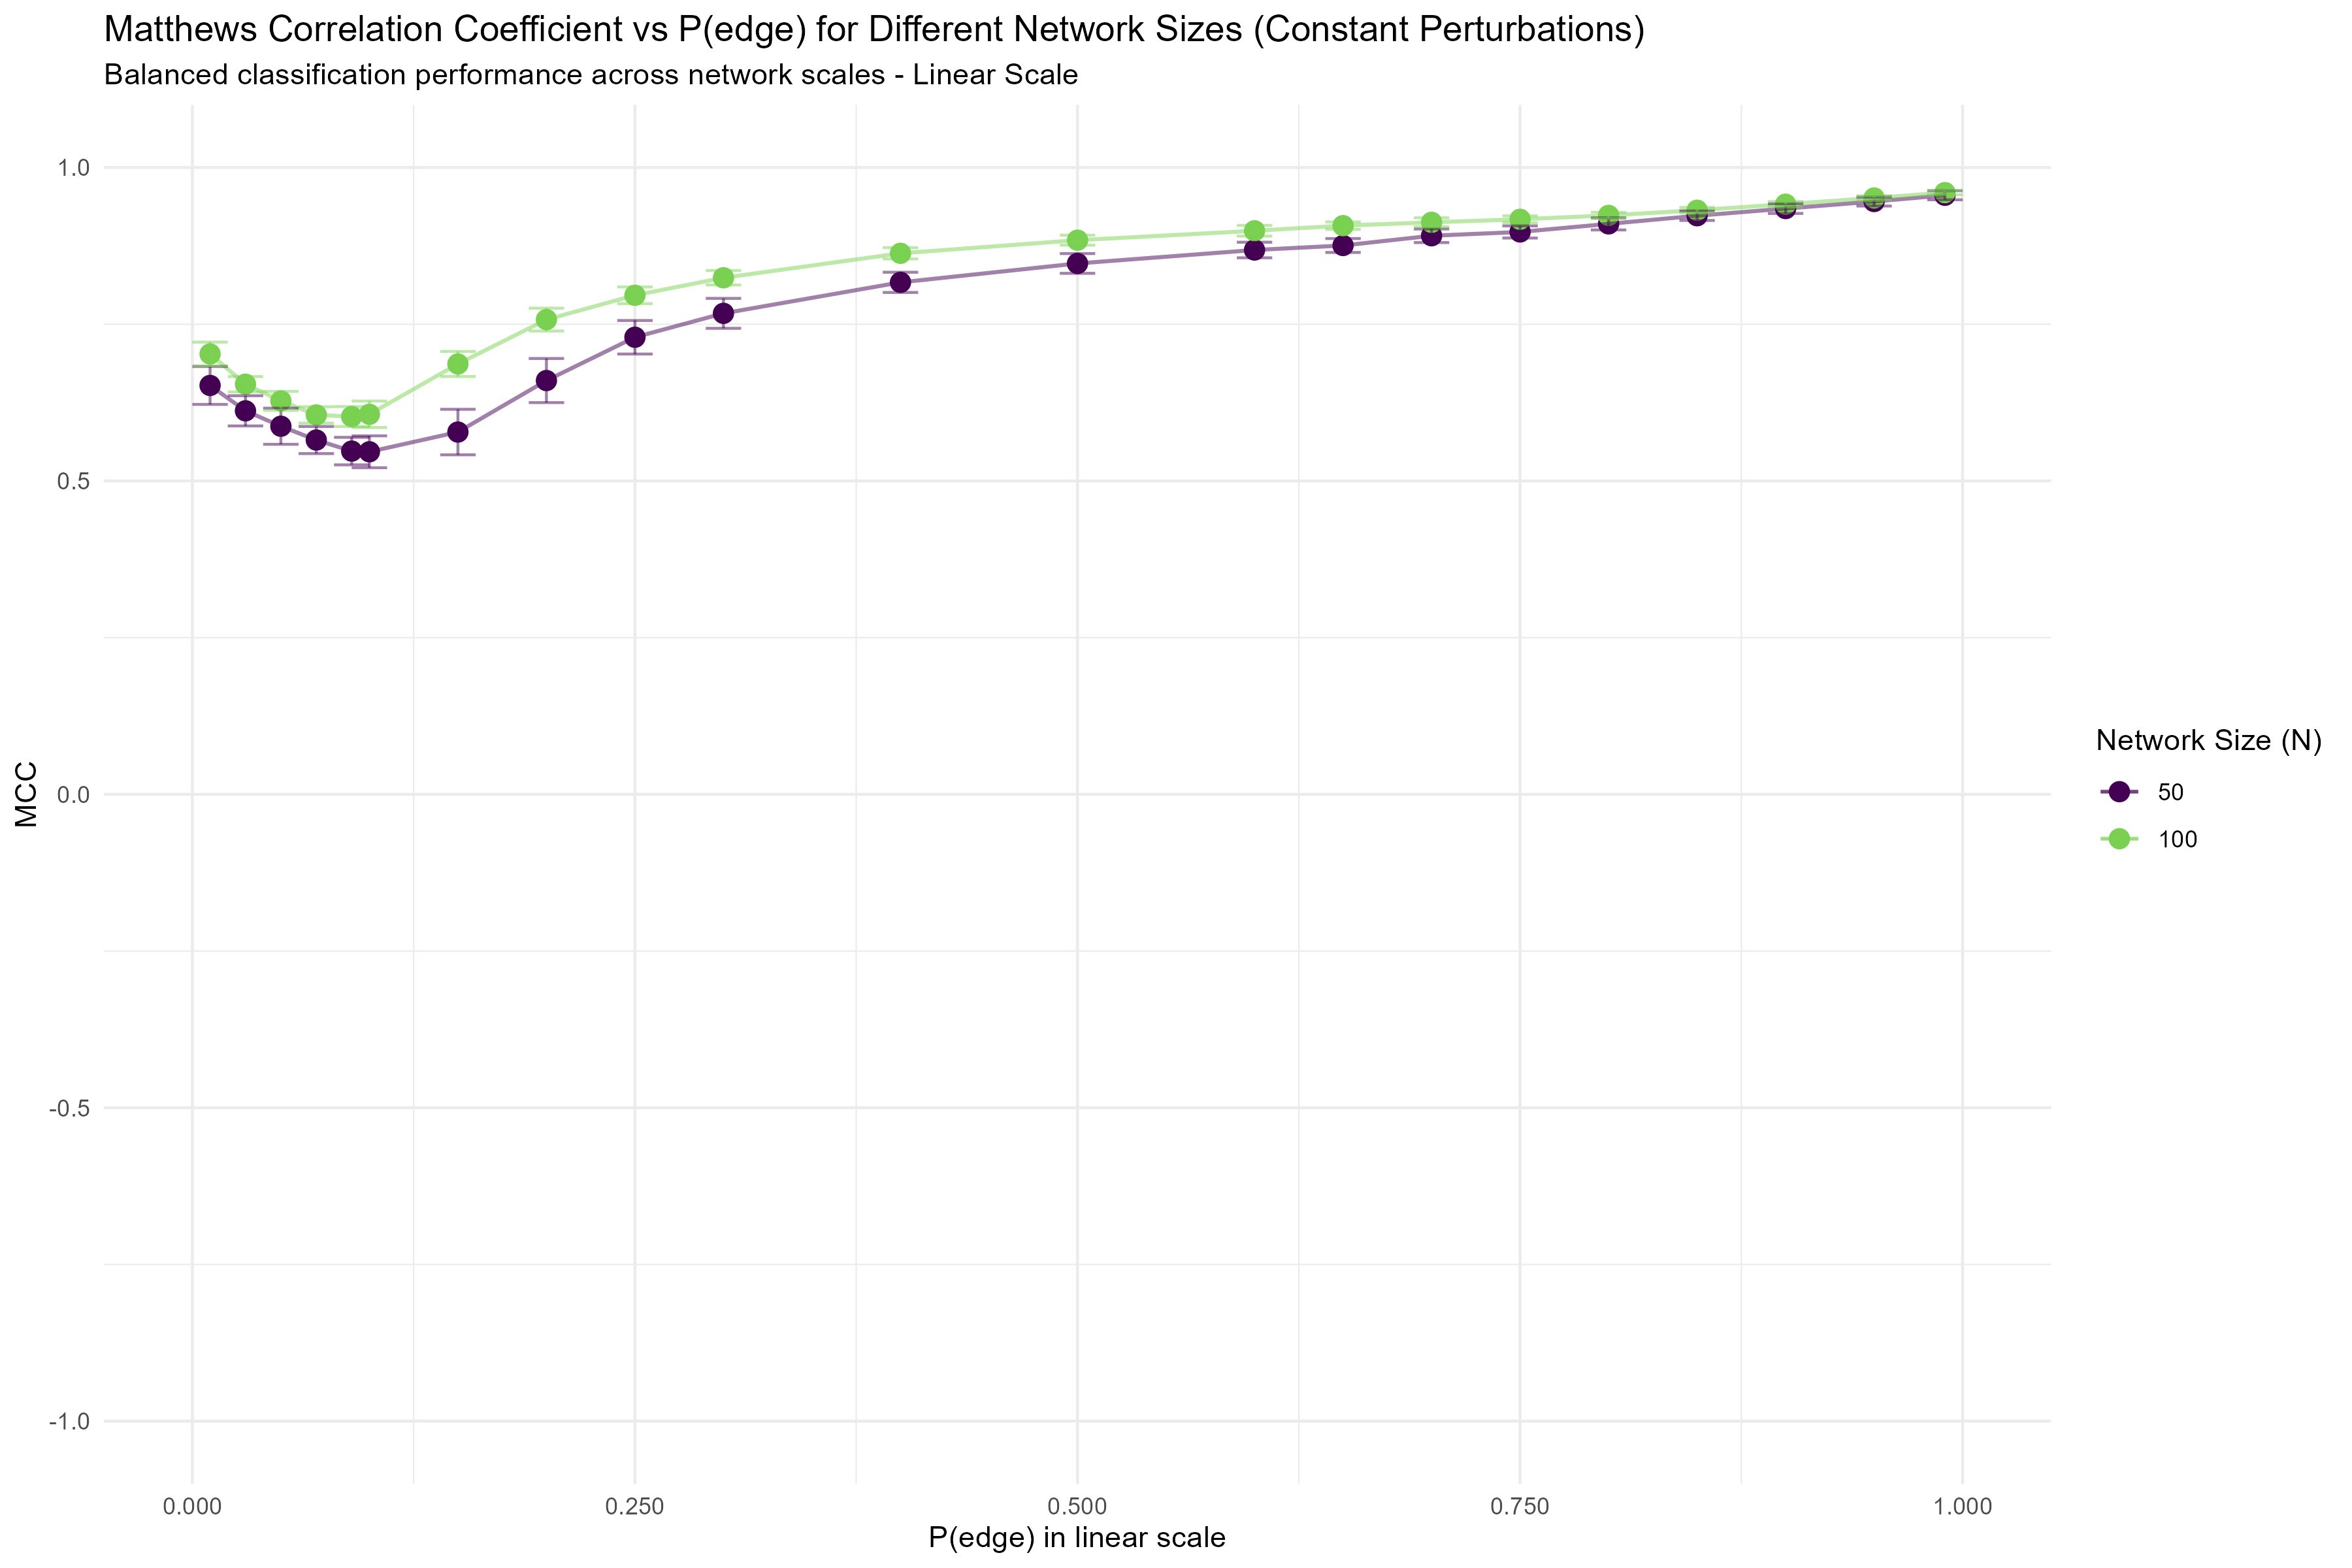 Matthews Correlation Coefficient vs P(edge) for Different Network Sizes (Constant Perturbations)
Balanced classification performance across network scales - Linear Scale
MCC
1.0
0.5
0.0
-0.5
-1.0
0.000 0.250 0.500 0.750 1.000
P(edge) in linear scale
Network Size (N)
50
100